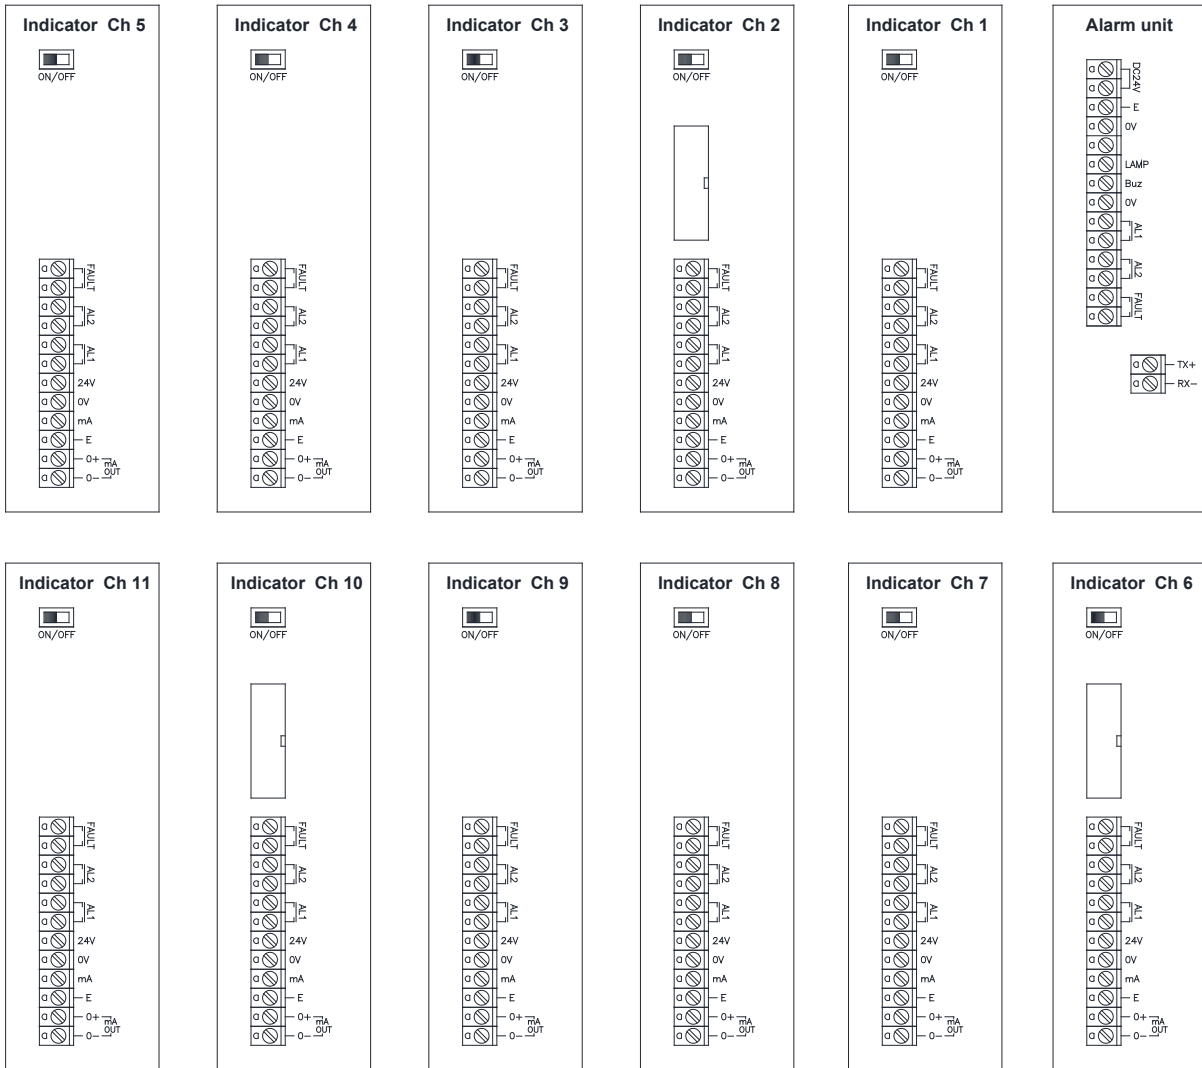 Indicator Ch 5
ON/OFF
FAULT
AL2
AL1
24V
0V
mA
E
0+
0-
mA
OUT
Indicator Ch 4
ON/OFF
FAULT
AL2
AL1
24V
0V
mA
E
0+
0-
mA
OUT
Indicator Ch 3
ON/OFF
FAULT
AL2
AL1
24V
0V
mA
E
0+
0-
mA
OUT
Indicator Ch 2
ON/OFF
FAULT
AL2
AL1
24V
0V
mA
E
0+
0-
mA
OUT
Indicator Ch 1
ON/OFF
FAULT
AL2
AL1
24V
0V
mA
E
0+
0-
mA
OUT
Alarm unit
DC24V
E
0V
LAMP
Buz
0V
AL1
AL2
FAULT
TX+
RX-
Indicator Ch 11
ON/OFF
FAULT
AL2
AL1
24V
0V
mA
E
0+
0-
mA
OUT
Indicator Ch 10
ON/OFF
FAULT
AL2
AL1
24V
0V
mA
E
0+
0-
mA
OUT
Indicator Ch 9
ON/OFF
FAULT
AL2
AL1
24V
0V
mA
E
0+
0-
mA
OUT
Indicator Ch 8
ON/OFF
FAULT
AL2
AL1
24V
0V
mA
E
0+
0-
mA
OUT
Indicator Ch 7
ON/OFF
FAULT
AL2
AL1
24V
0V
mA
E
0+
0-
mA
OUT
Indicator Ch 6
ON/OFF
FAULT
AL2
AL1
24V
0V
mA
E
0+
0-
mA
OUT